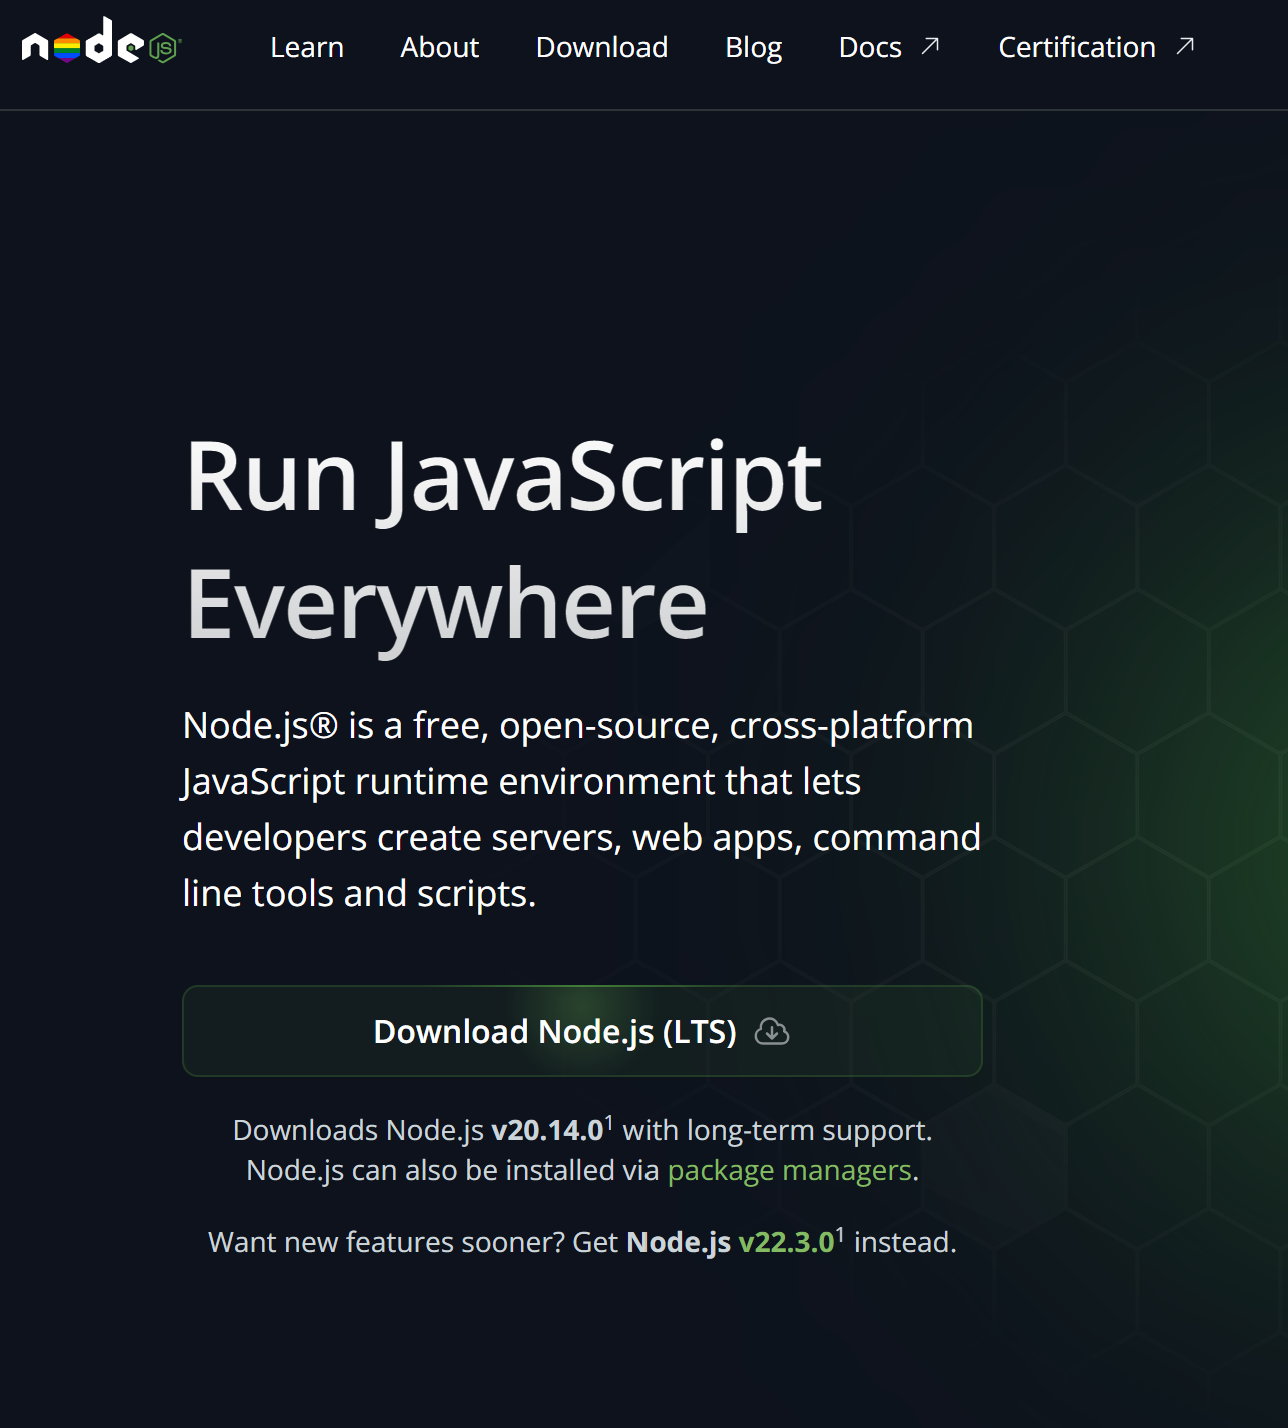 node JS
Learn About Download Blog Docs Certification
Run JavaScript
Everywhere
Node.js® is a free, open-source, cross-platform
JavaScript runtime environment that lets
developers create servers, web apps, command
line tools and scripts.
Download Node.js (LTS)
Downloads Node.js v20.14.0¹ with long-term support.
Node.js can also be installed via package managers.
Want new features sooner? Get Node.js v22.3.0¹ instead.